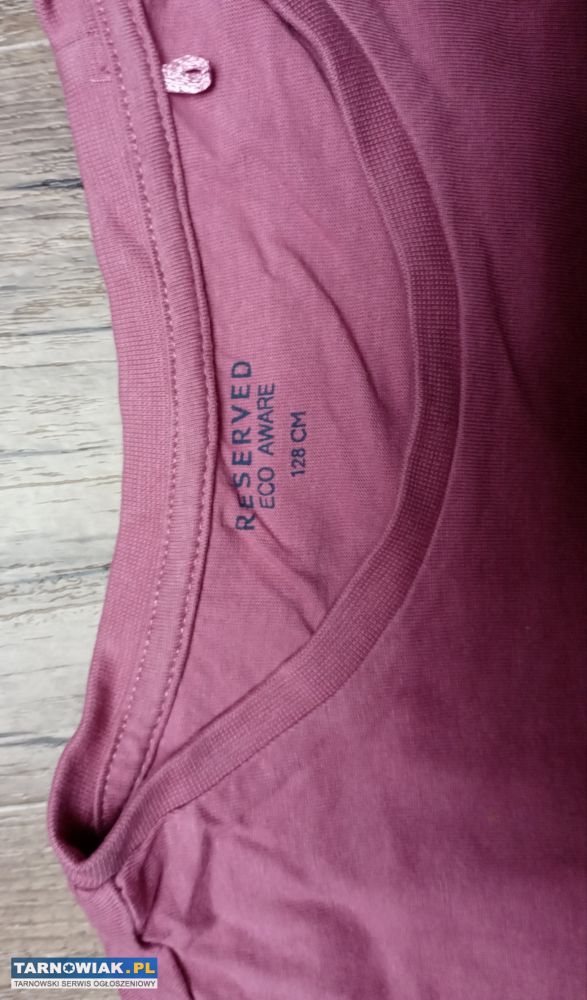 RESERVED
ECO AWARE
128 CM
TARNOWIAK.PL
TARNOWSKI SERWIS OGŁOSZENIOWY